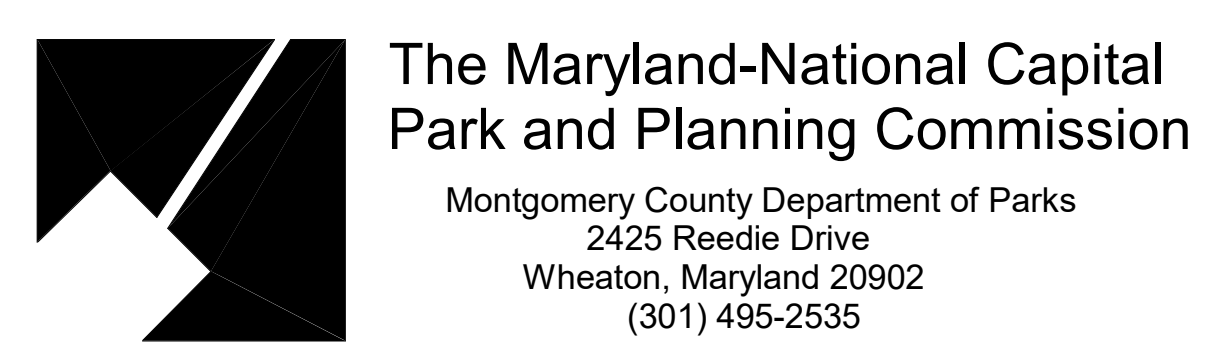 The Maryland-National Capital
Park and Planning Commission
Montgomery County Department of Parks
2425 Reedie Drive
Wheaton, Maryland 20902
(301) 495-2535